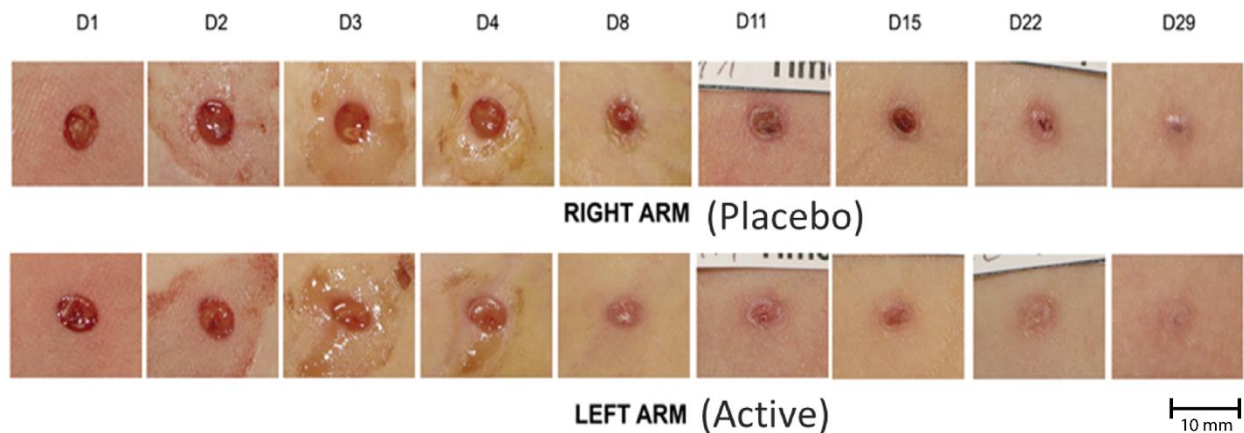 D1 D2 D3 D4 D8 D11 D15 D22 D29
RIGHT ARM (Placebo)
LEFT ARM (Active)
10 mm